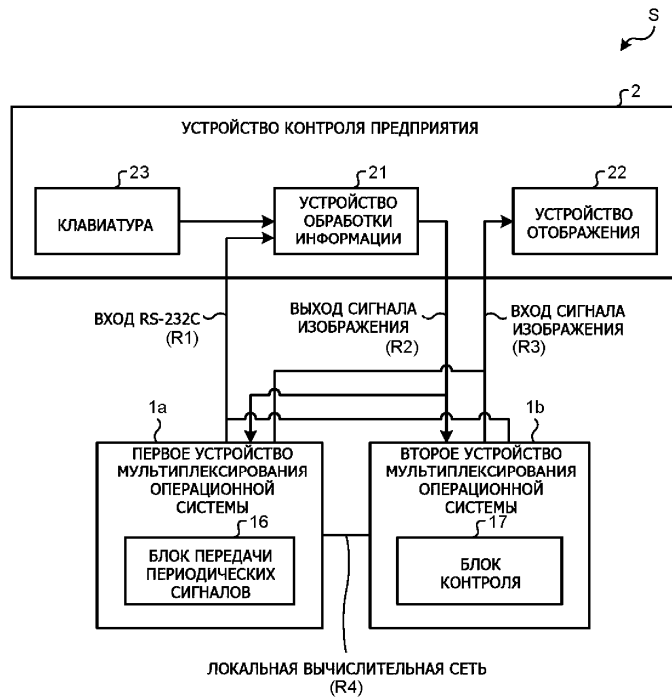 S
2
УСТРОЙСТВО КОНТРОЛЯ ПРЕДПРИЯТИЯ
23
КЛАВИАТУРА
21
УСТРОЙСТВО
ОБРАБОТКИ
ИНФОРМАЦИИ
22
УСТРОЙСТВО
ОТОБРАЖЕНИЯ
ВХОД RS-232C
(R1)
ВЫХОД СИГНАЛА
ИЗОБРАЖЕНИЯ
(R2)
ВХОД СИГНАЛА
ИЗОБРАЖЕНИЯ
(R3)
1a
ПЕРВОЕ УСТРОЙСТВО
МУЛЬТИПЛЕКСИРОВАНИЯ
ОПЕРАЦИОННОЙ
СИСТЕМЫ
16
БЛОК ПЕРЕДАЧИ
ПЕРИОДИЧЕСКИХ
СИГНАЛОВ
1b
ВТОРОЕ УСТРОЙСТВО
МУЛЬТИПЛЕКСИРОВАНИЯ
ОПЕРАЦИОННОЙ
СИСТЕМЫ
17
БЛОК
КОНТРОЛЯ
ЛОКАЛЬНАЯ ВЫЧИСЛИТЕЛЬНАЯ СЕТЬ
(R4)